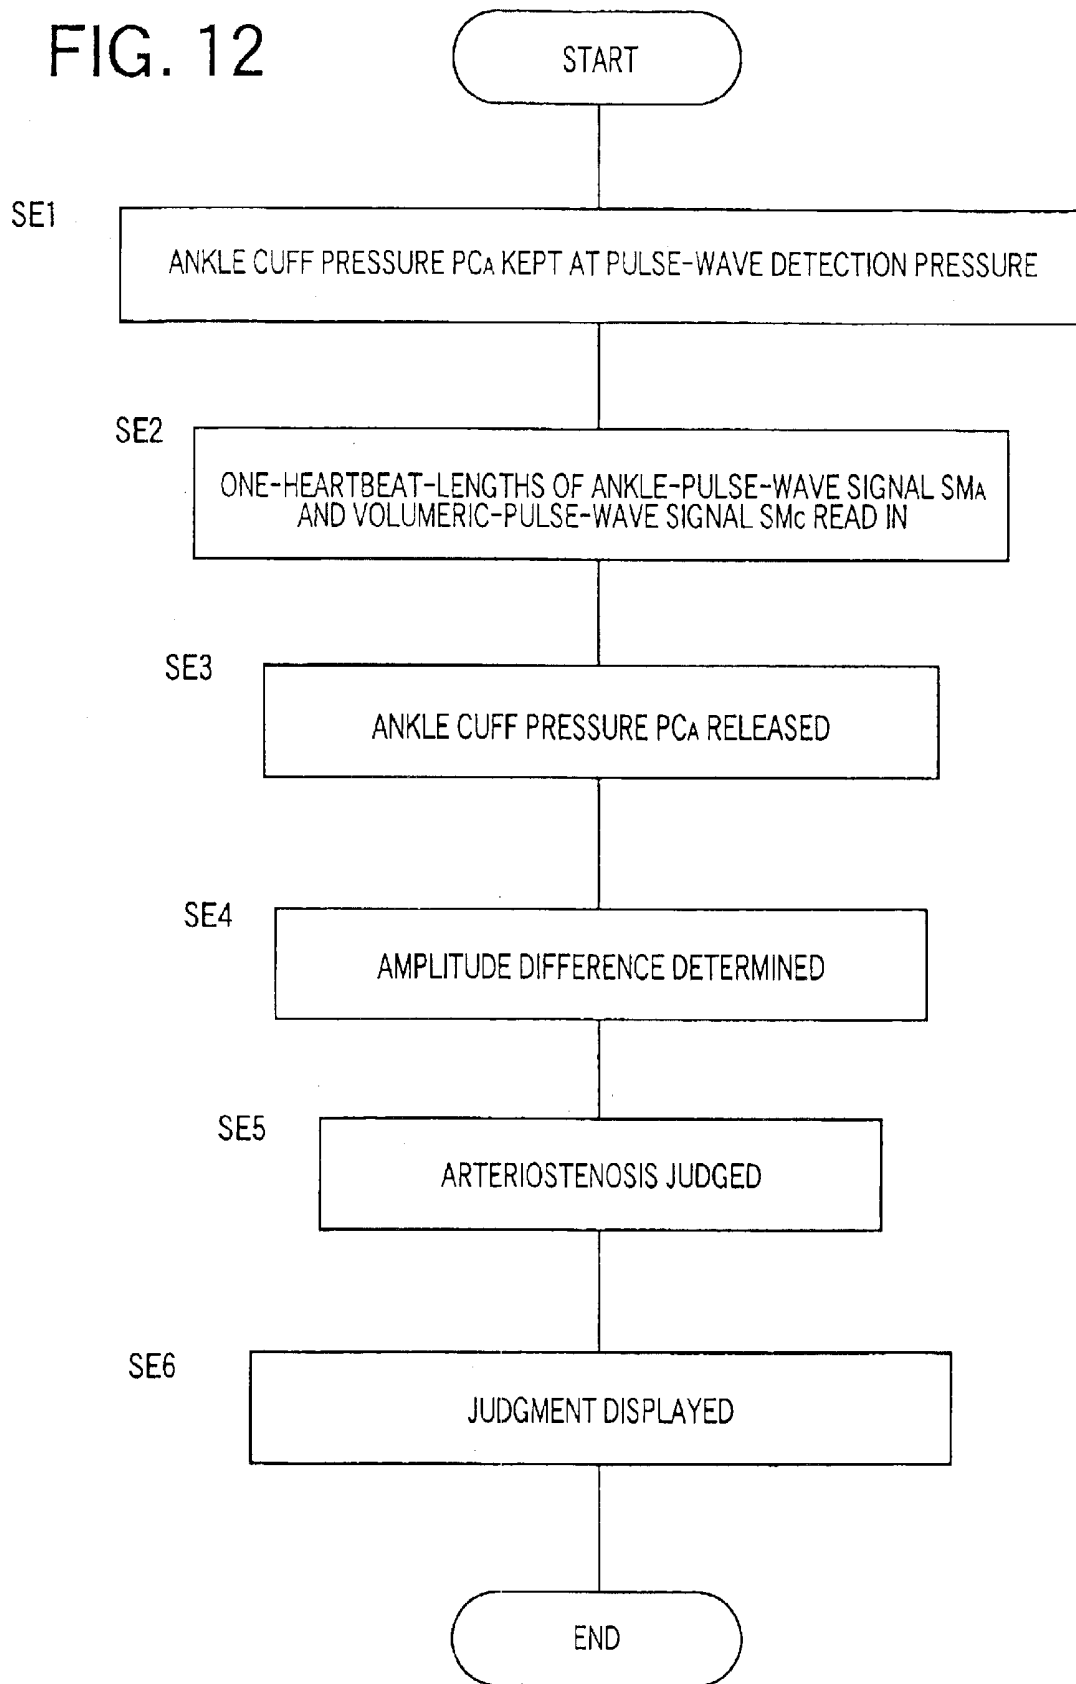 FIG. 12
START
SE1
ANKLE CUFF PRESSURE PCA KEPT AT PULSE-WAVE DETECTION PRESSURE
SE2
ONE-HEARTBEAT-LENGTHS OF ANKLE-PULSE-WAVE SIGNAL SMA
AND VOLUMERIC-PULSE-WAVE SIGNAL SMC READ IN
SE3
ANKLE CUFF PRESSURE PCA RELEASED
SE4
AMPLITUDE DIFFERENCE DETERMINED
SE5
ARTERIOSTENOSIS JUDGED
SE6
JUDGMENT DISPLAYED
END